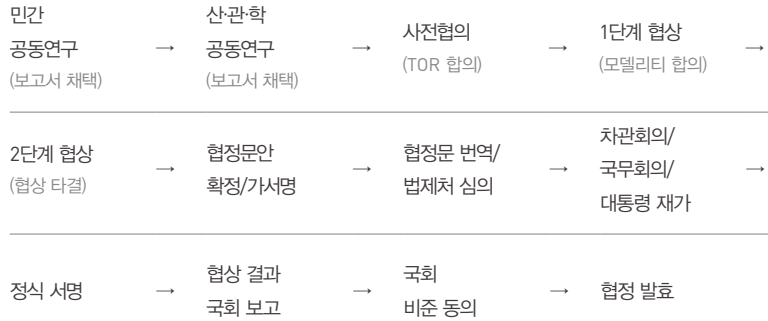 민간
공동연구
(보고서 채택)
→
산·관·학
공동연구
(보고서 채택)
→
사전협의
(TOR 합의)
→
1단계 협상
(모델리티 합의)
→
2단계 협상
(협상 타결)
→
협정문안
확정/가서명
→
협정문 번역/
법제처 심의
→
차관회의/
국무회의/
대통령 재가
→
정식 서명
→
협상 결과
국회 보고
→
국회
비준 동의
→
협정 발효